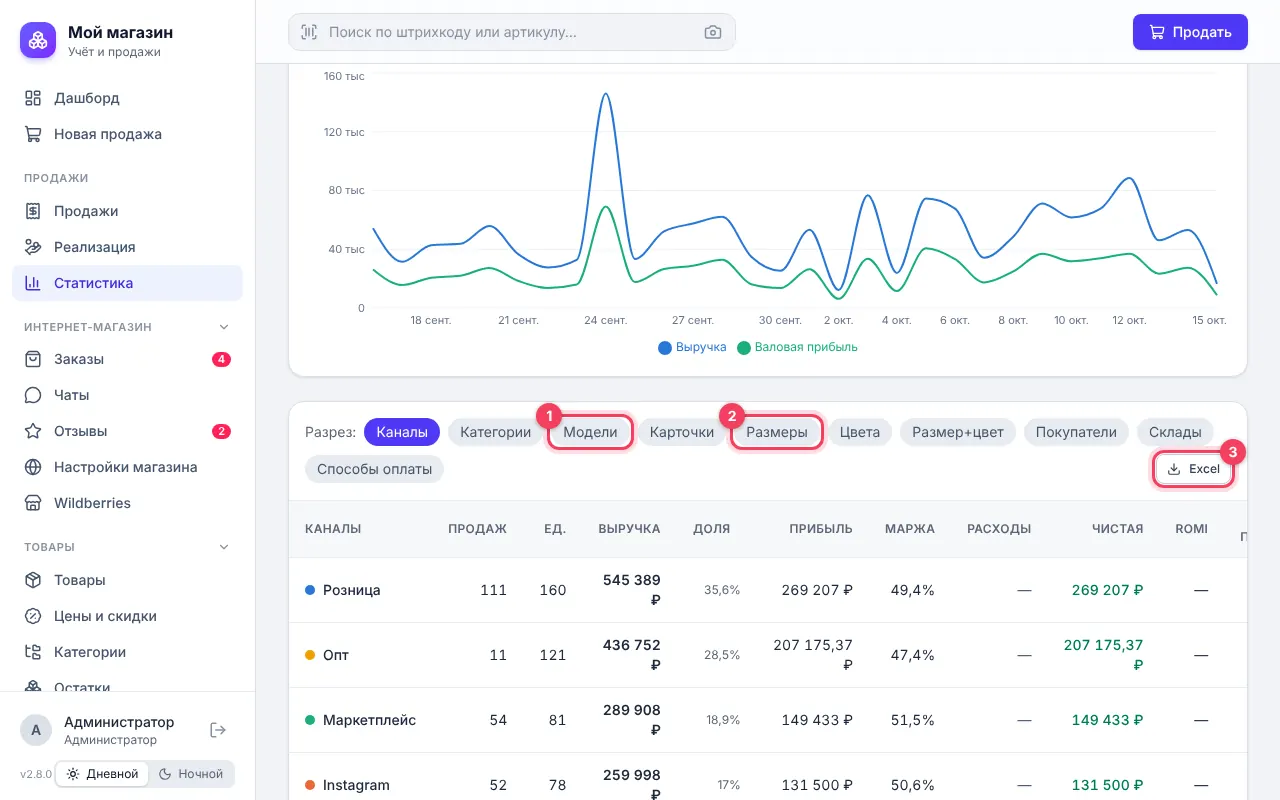 Мой магазин
Учёт и продажи
Поиск по штрихкоду или артикулу...
Продать
Дашборд
Новая продажа
ПРОДАЖИ
Продажи
Реализация
Статистика
ИНТЕРНЕТ-МАГАЗИН
Заказы 4
Чаты
Отзывы 2
Настройки магазина
Wildberries
ТОВАРЫ
Товары
Цены и скидки
Категории
Остатки
А Администратор
Администратор
v2.8.0 Дневной Ночной
160 тыс
120 тыс
80 тыс
40 тыс
0
18 сент. 21 сент. 24 сент. 27 сент. 30 сент. 2 окт. 4 окт. 6 окт. 8 окт. 10 окт. 12 окт. 15 окт.
Выручка Валовая прибыль
1 2
Разрез: Каналы Категории Модели Карточки Размеры Цвета Размер+цвет Покупатели Склады
3
Способы оплаты Excel
КАНАЛЫ ПРОДАЖ ЕД. ВЫРУЧКА ДОЛЯ ПРИБЫЛЬ МАРЖА РАСХОДЫ ЧИСТАЯ ROMI
Розница 111 160 545 389 ₽ 35,6% 269 207 ₽ 49,4% — 269 207 ₽ —
Опт 11 121 436 752 ₽ 28,5% 207 175,37 ₽ 47,4% — 207 175,37 ₽ —
Маркетплейс 54 81 289 908 ₽ 18,9% 149 433 ₽ 51,5% — 149 433 ₽ —
Instagram 52 78 259 998 ₽ 17% 131 500 ₽ 50,6% — 131 500 ₽ —